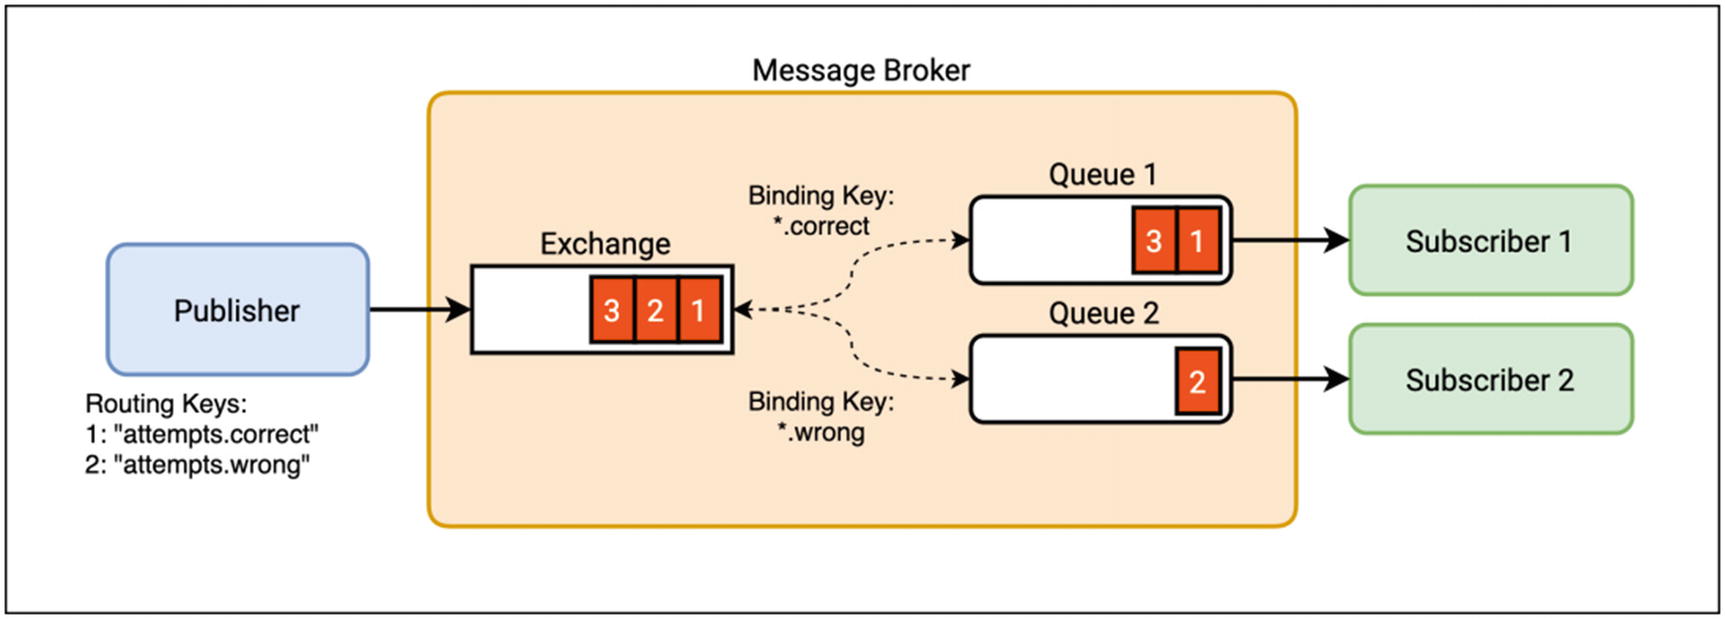 Message Broker
Publisher
Routing Keys:
1: "attempts.correct"
2: "attempts.wrong"
Exchange
3 2 1
Binding Key:
*.correct
Binding Key:
*.wrong
Queue 1
3 1
Queue 2
2
Subscriber 1
Subscriber 2